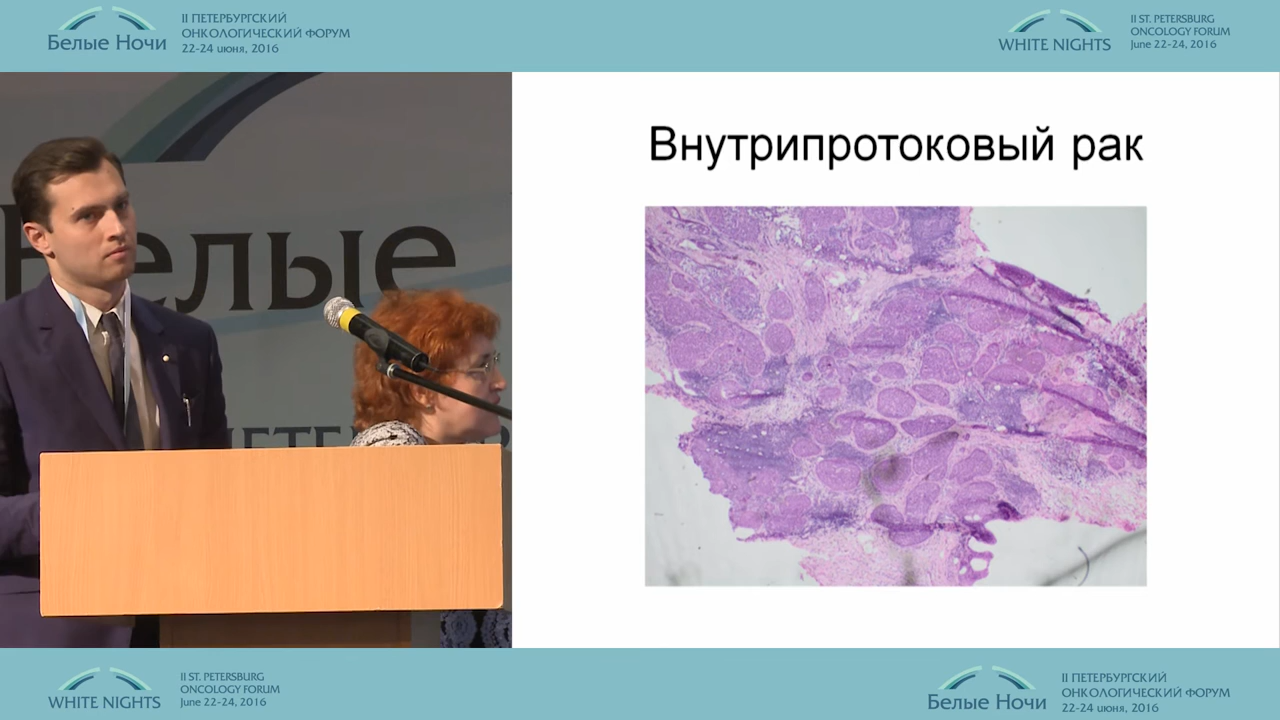 Белые Ночи
II ПЕТЕРБУРГСКИЙ
ОНКОЛОГИЧЕСКИЙ ФОРУМ
22-24 июня, 2016
WHITE NIGHTS
II ST. PETERSBURG
ONCOLOGY FORUM
June 22-24, 2016
Белые
Внутрипротоковый рак
WHITE NIGHTS
II ST. PETERSBURG
ONCOLOGY FORUM
June 22-24, 2016
Белые Ночи
II ПЕТЕРБУРГСКИЙ
ОНКОЛОГИЧЕСКИЙ ФОРУМ
22-24 июня, 2016